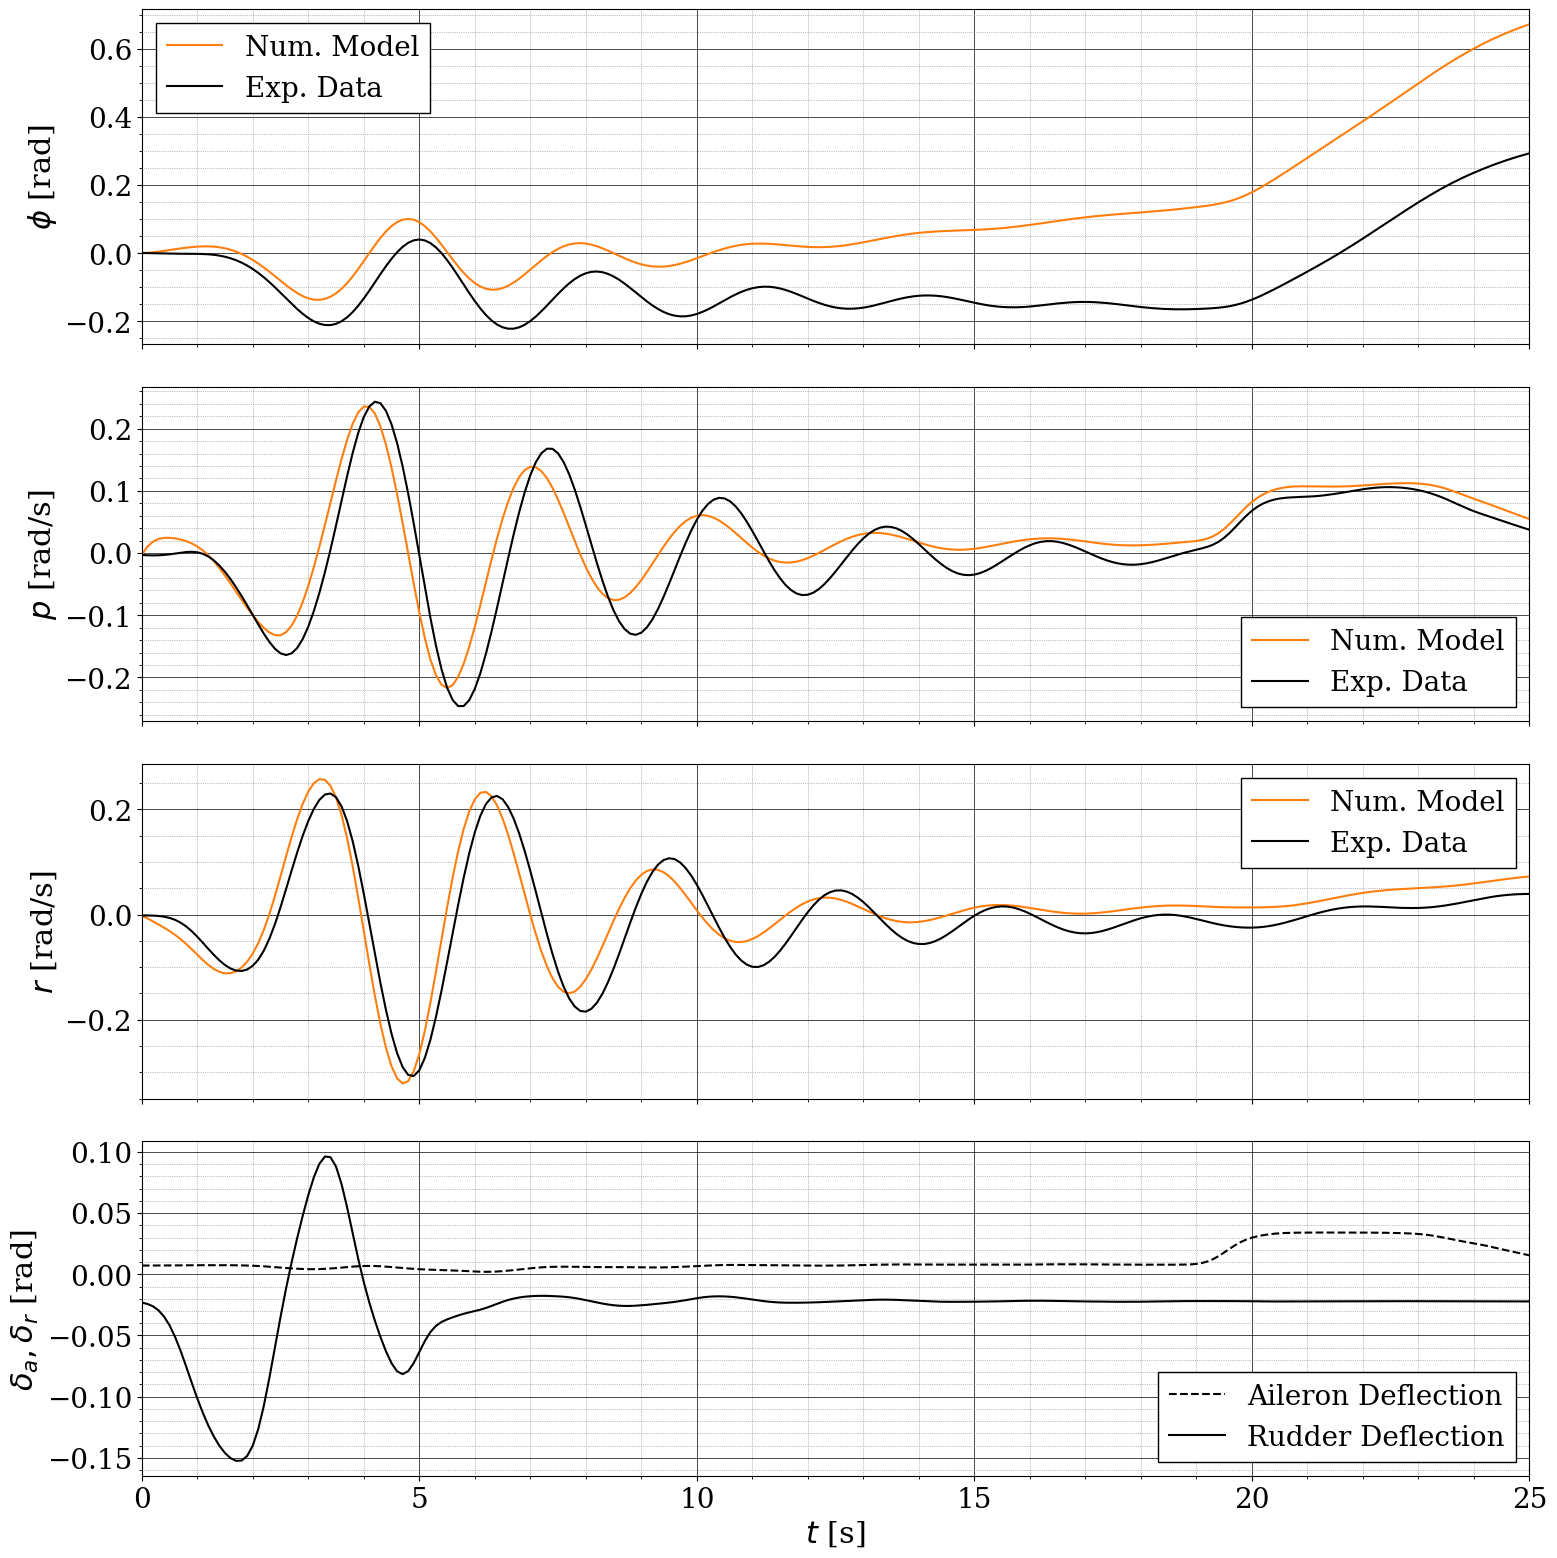 ϕ [rad]
0.6
0.4
0.2
0.0
−0.2
Num. Model
Exp. Data
p [rad/s]
0.2
0.1
0.0
−0.1
−0.2
Num. Model
Exp. Data
r [rad/s]
0.2
0.0
−0.2
Num. Model
Exp. Data
δₐ, δᵣ [rad]
0.10
0.05
0.00
−0.05
−0.10
−0.15
Aileron Deflection
Rudder Deflection
0 5 10 15 20 25
t [s]